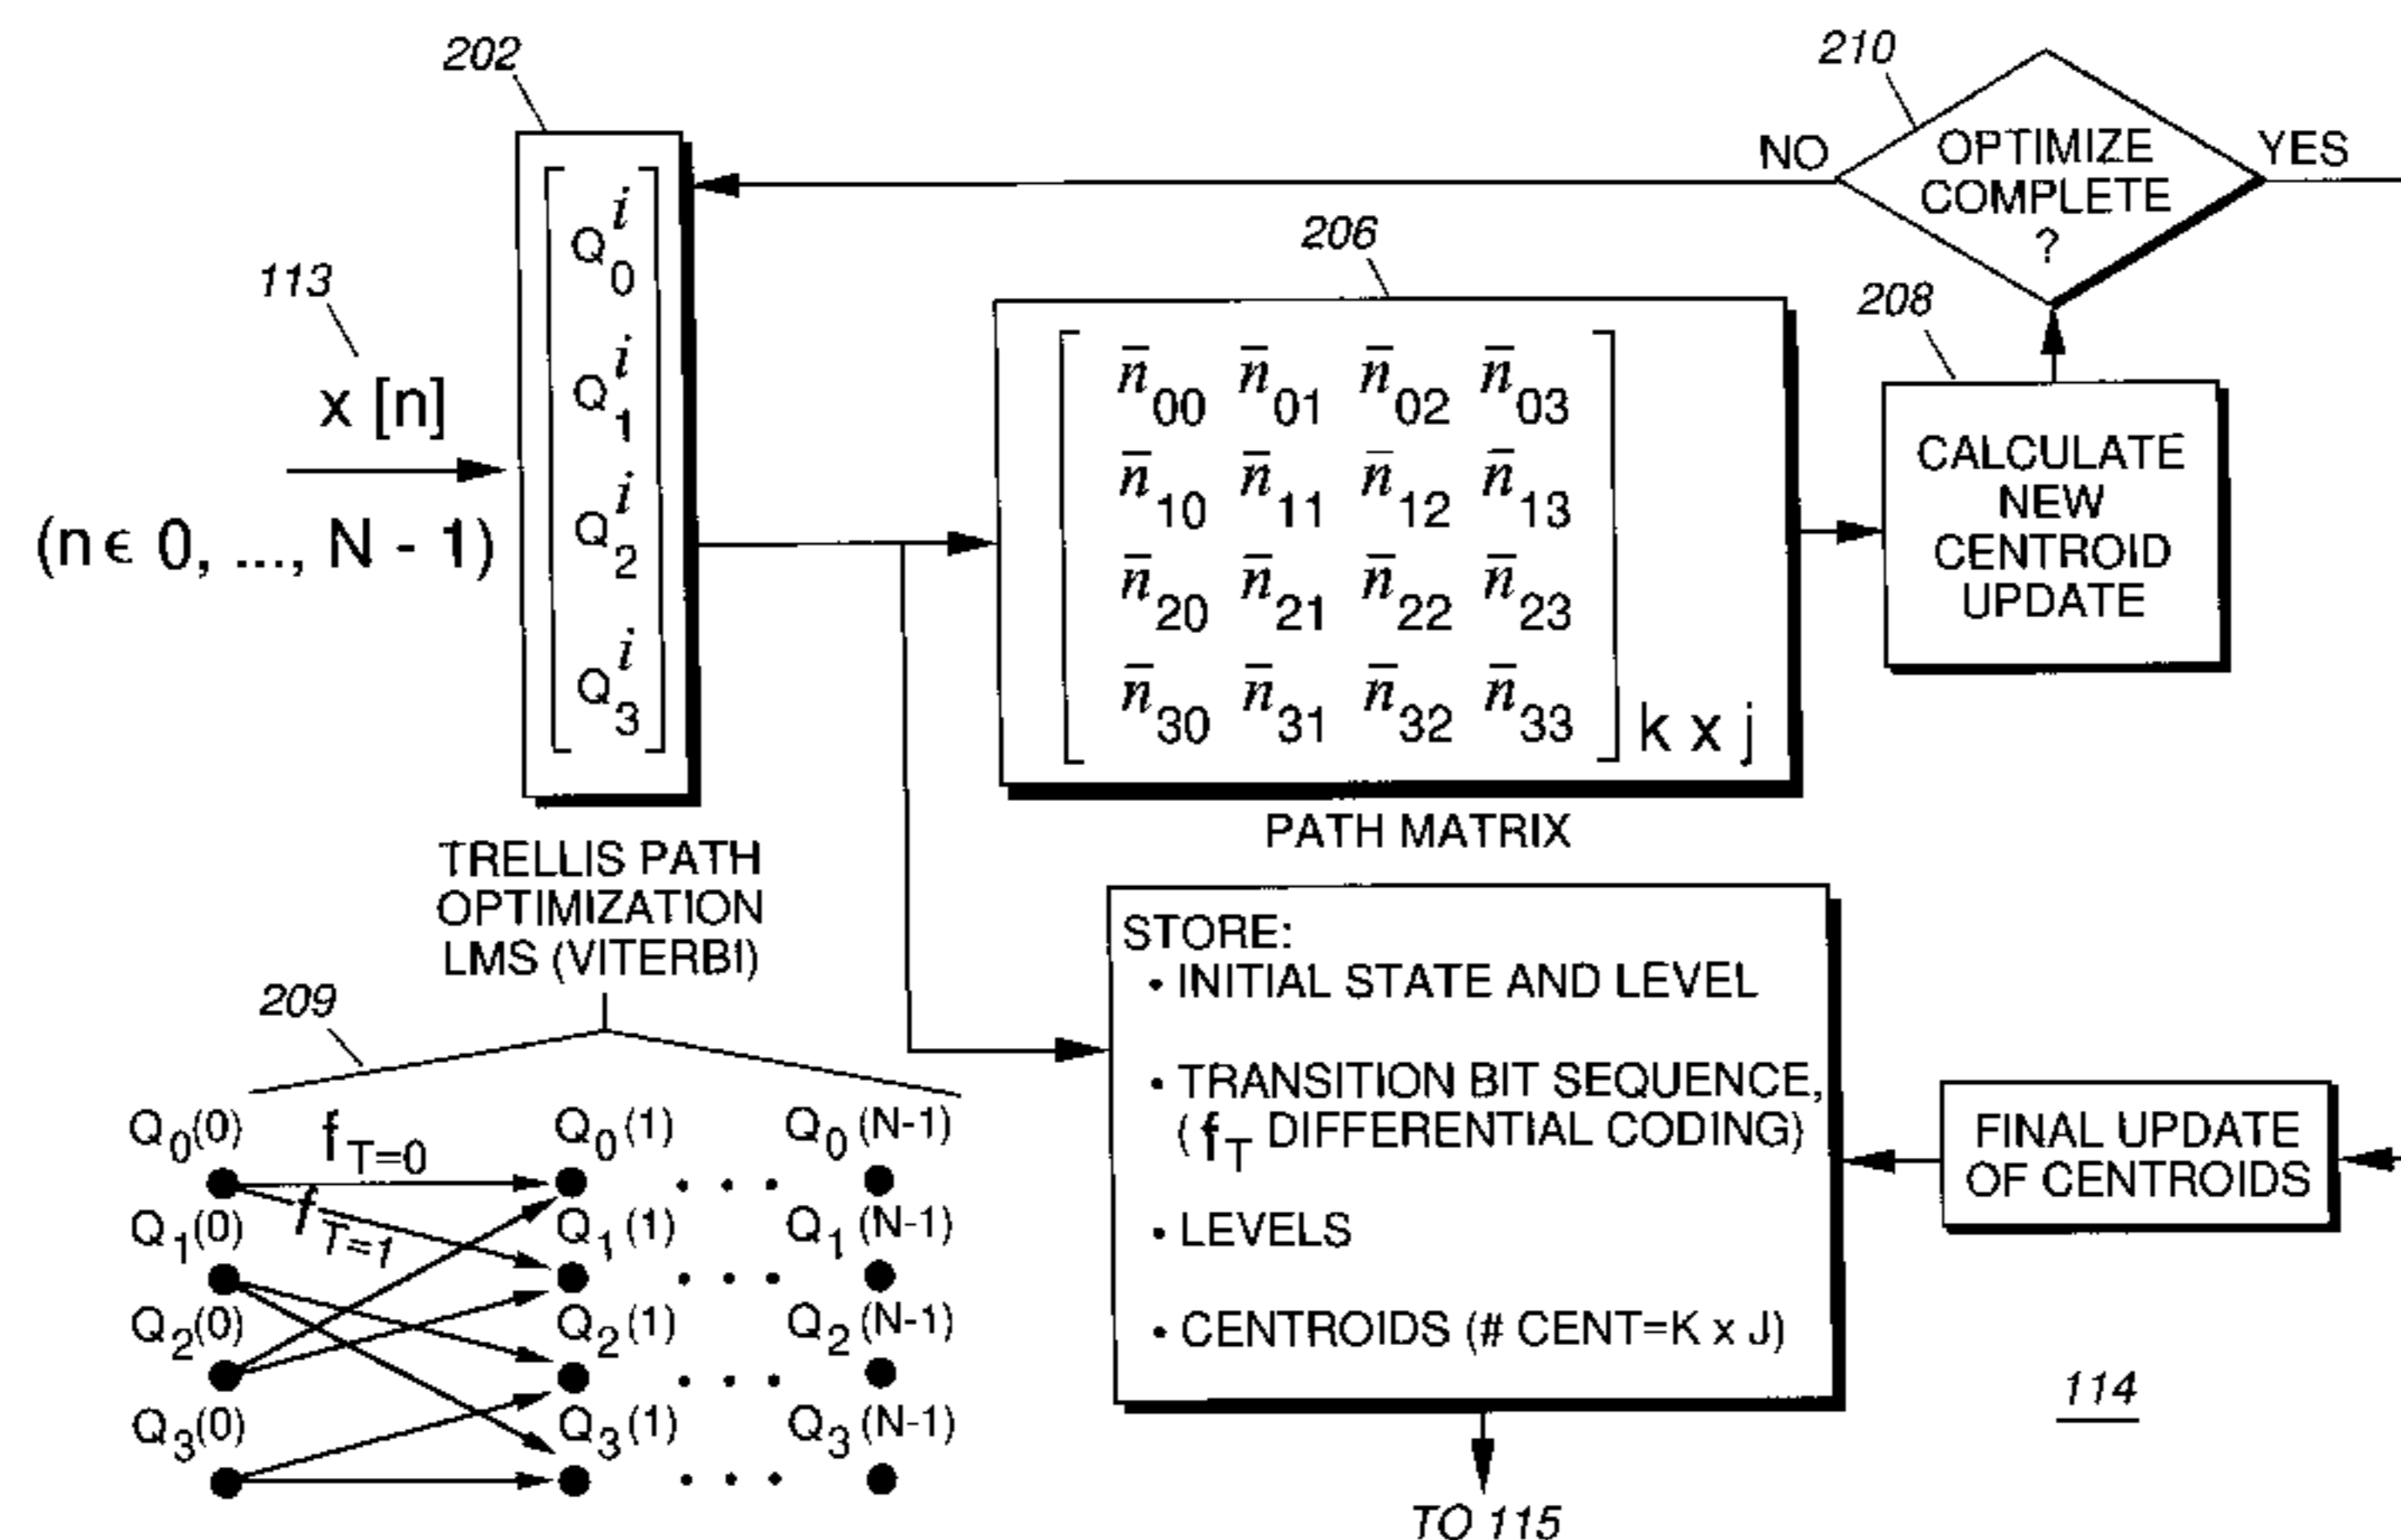 202
210
NO
OPTIMIZE
COMPLETE
?
YES
113
x [n]
(n ϵ 0, ..., N - 1)
Q i 0
Q i 1
Q i 2
Q i 3
206
n̄00 n̄01 n̄02 n̄03
n̄10 n̄11 n̄12 n̄13
n̄20 n̄21 n̄22 n̄23
n̄30 n̄31 n̄32 n̄33
k x j
PATH MATRIX
208
CALCULATE
NEW
CENTROID
UPDATE
TRELLIS PATH
OPTIMIZATION
LMS (VITERBI)
209
Q0(0) fT=0 Q0(1) Q0(N-1)
. . .
Q1(0) fT=1 Q1(1) Q1(N-1)
. . .
Q2(0) Q2(1) Q2(N-1)
. . .
Q3(0) Q3(1) Q3(N-1)
. . .
STORE:
• INITIAL STATE AND LEVEL
• TRANSITION BIT SEQUENCE,
( fT DIFFERENTIAL CODING)
• LEVELS
• CENTROIDS (# CENT=K x J)
FINAL UPDATE
OF CENTROIDS
114
TO 115